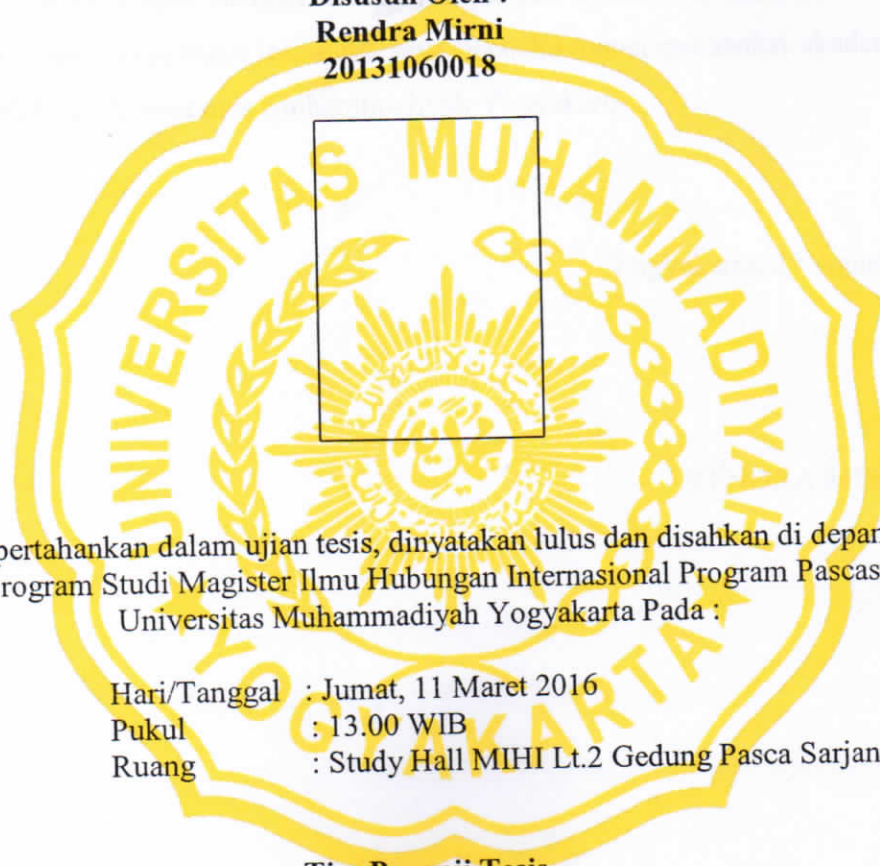 Disusun Oleh :
Rendra Mirni
20131060018
UNIVERSITAS MUHAMMADIYAH
YOGYAKARTA
pertahankan dalam ujian tesis, dinyatakan lulus dan disahkan di depan
rogram Studi Magister Ilmu Hubungan Internasional Program Pascas
Universitas Muhammadiyah Yogyakarta Pada :
Hari/Tanggal : Jumat, 11 Maret 2016
Pukul : 13.00 WIB
Ruang : Study Hall MIHI Lt.2 Gedung Pasca Sarjan